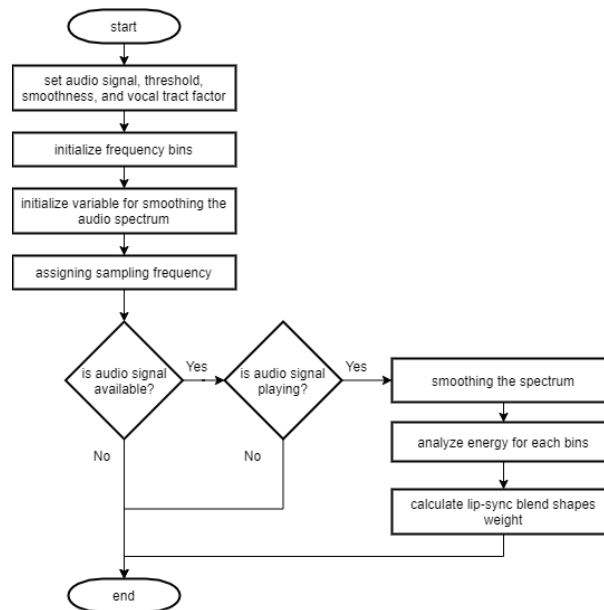 start
set audio signal, threshold,
smoothness, and vocal tract factor
initialize frequency bins
initialize variable for smoothing the
audio spectrum
assigning sampling frequency
is audio signal
available?
Yes
is audio signal
playing?
Yes
smoothing the spectrum
No
No
analyze energy for each bins
calculate lip-sync blend shapes
weight
end